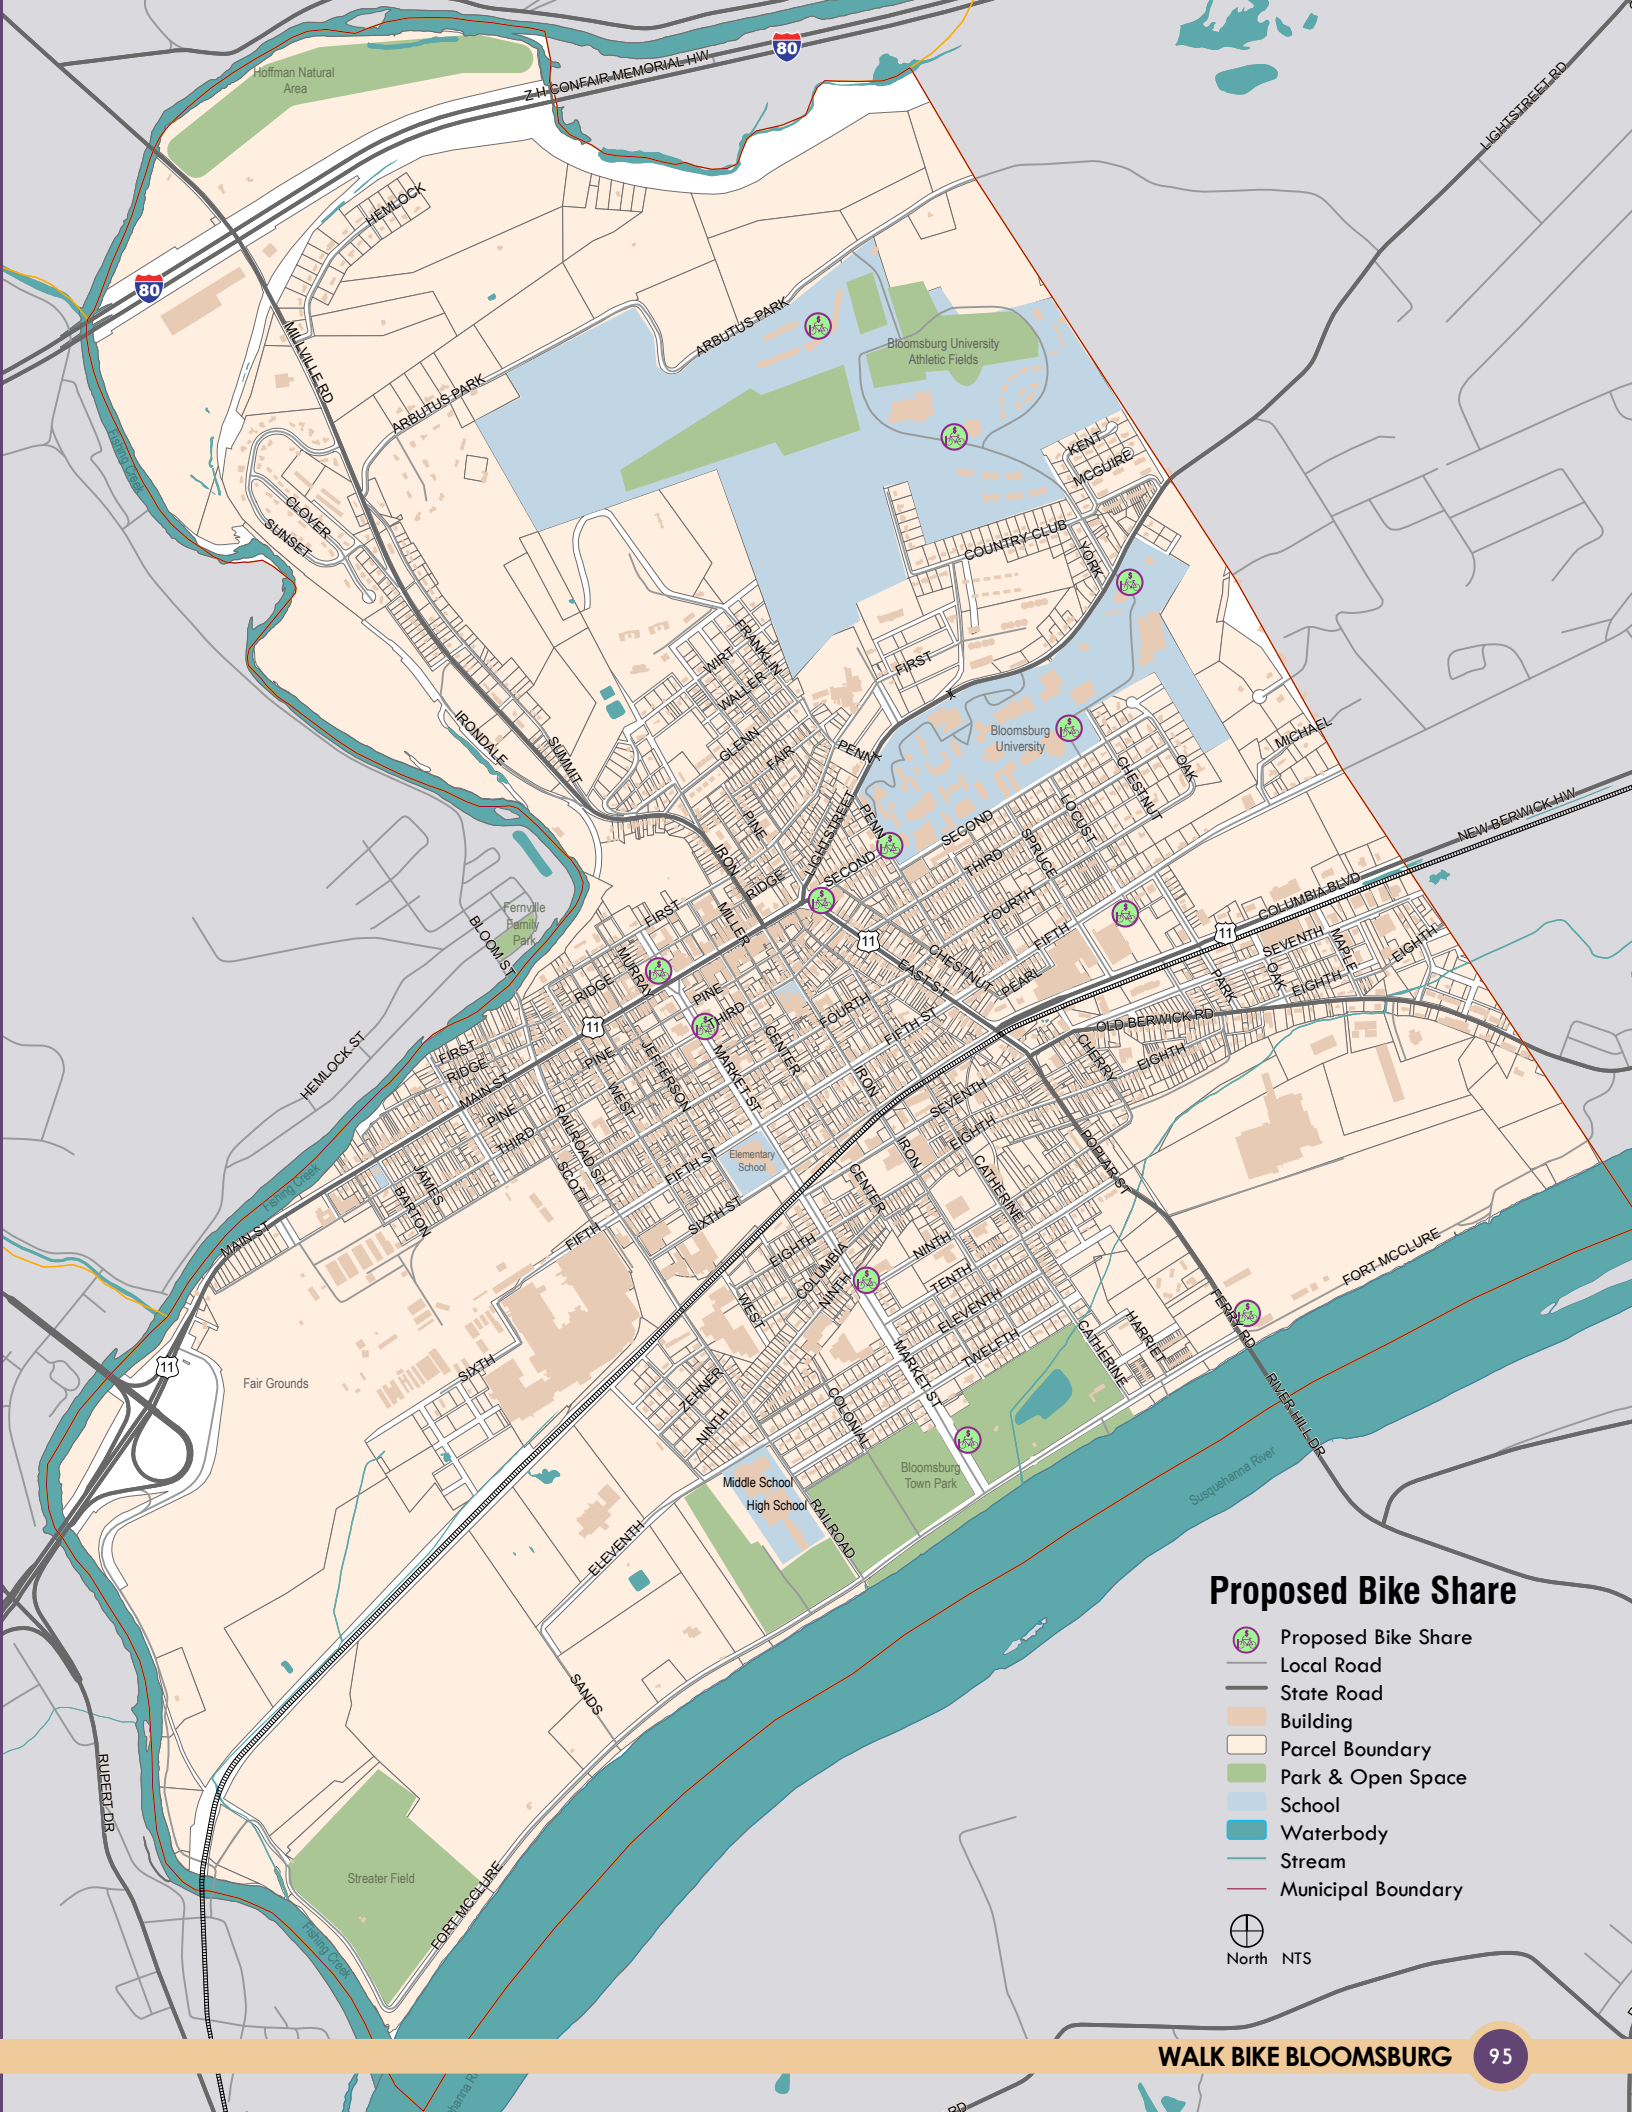 Hoffman Natural
Area
80
Z H CONFAIR MEMORIAL HW
LIGHTSTREET RD
HEMLOCK
80
MILLVILLE RD
ARBUTUS PARK
ARBUTUS PARK
Bloomsburg University
Athletic Fields
Fishing Creek
KENT
MCGUIRE
CLOVER
SUNSET
COUNTRY CLUB
YORK
FRANKLIN
WIRT
WALLER
FIRST
IRONDALE
SUMMIT
GLENN
FAIR
PENN
Bloomsburg
University
MICHAEL
OAK
CHESTNUT
LOCUST
PINE
LIGHTSTREET
PENN
SECOND
SPRUCE
NEW BERWICK HW
IRON
RIDGE
SECOND
THIRD
COLUMBIA BLVD
Fernville
Family
Park
BLOOM ST
FIRST
MILLER
FOURTH
FIFTH
11
11
MURRAY
CHESTNUT
EAST ST
PEARL
SEVENTH
MAPLE
EIGHTH
RIDGE
PINE
THIRD
FOURTH
FIFTH ST
PARK
OAK
EIGHTH
11
OLD BERWICK RD
HEMLOCK ST
FIRST
RIDGE
MAIN ST
PINE
THIRD
PINE
WEST
JEFFERSON
MARKET ST
CENTER
IRON
CHERRY
EIGHTH
SEVENTH
EIGHTH
RAILROAD ST
SCOTT
FIFTH ST
Elementary
School
IRON
CATHERINE
POPLAR ST
Fishing Creek
JAMES
BARTON
MAIN ST
FIFTH
SIXTH ST
CENTER
EIGHTH
COLUMBIA
NINTH
NINTH
TENTH
ELEVENTH
TWELFTH
FORT MCCLURE
FERRY RD
HARRIET
CATHERINE
WEST
MARKET ST
11
Fair Grounds
SIXTH
ZEHNER
NINTH
COLONIAL
RIVER HILL DR
Susquehanna River
Bloomsburg
Town Park
Middle School
High School
RAILROAD
ELEVENTH
SANDS
RUPERT DR
Streater Field
FORT MCCLURE
Fishing Creek
Proposed Bike Share
Proposed Bike Share
Local Road
State Road
Building
Parcel Boundary
Park & Open Space
School
Waterbody
Stream
Municipal Boundary
North NTS
WALK BIKE BLOOMSBURG 95
RD